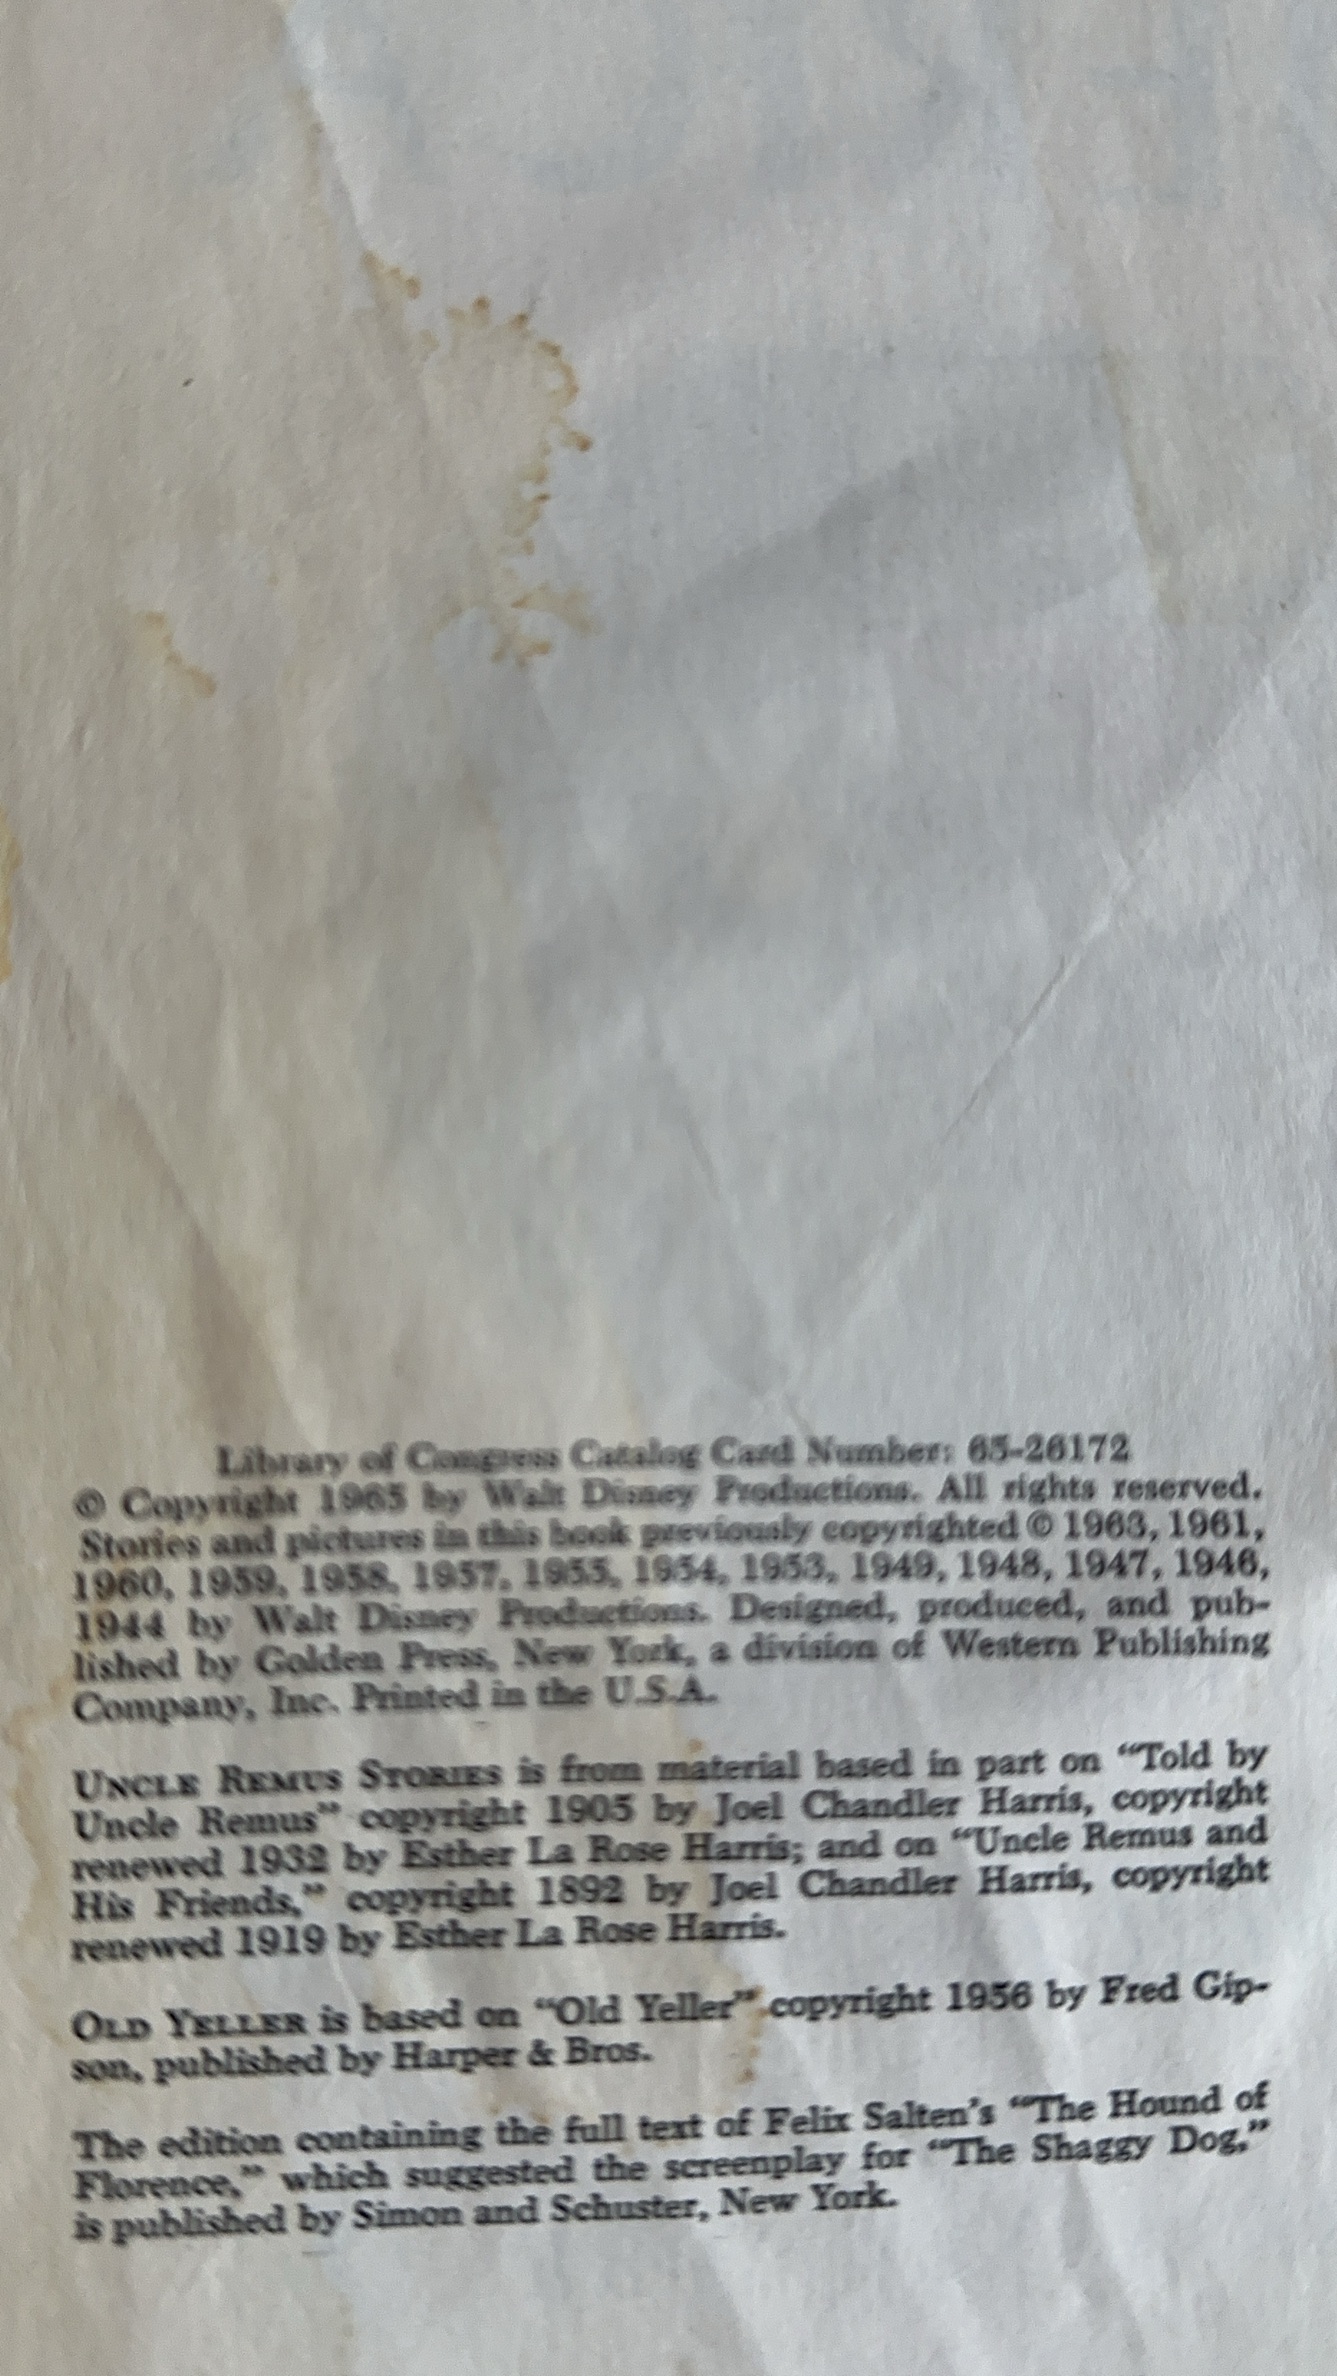 Library of Congress Catalog Card Number: 65-26172
© Copyright 1965 by Walt Disney Productions. All rights reserved.
Stories and pictures in this book previously copyrighted © 1963, 1961,
1960, 1959, 1958, 1957, 1955, 1954, 1953, 1949, 1948, 1947, 1946,
1944 by Walt Disney Productions. Designed, produced, and pub-
lished by Golden Press, New York, a division of Western Publishing
Company, Inc. Printed in the U.S.A.
UNCLE REMUS STORIES is from material based in part on “Told by
Uncle Remus” copyright 1905 by Joel Chandler Harris, copyright
renewed 1932 by Esther La Rose Harris; and on “Uncle Remus and
His Friends,” copyright 1892 by Joel Chandler Harris, copyright
renewed 1919 by Esther La Rose Harris.
OLD YELLER is based on “Old Yeller” copyright 1956 by Fred Gip-
son, published by Harper & Bros.
The edition containing the full text of Felix Salten’s “The Hound of
Florence,” which suggested the screenplay for “The Shaggy Dog,”
is published by Simon and Schuster, New York.